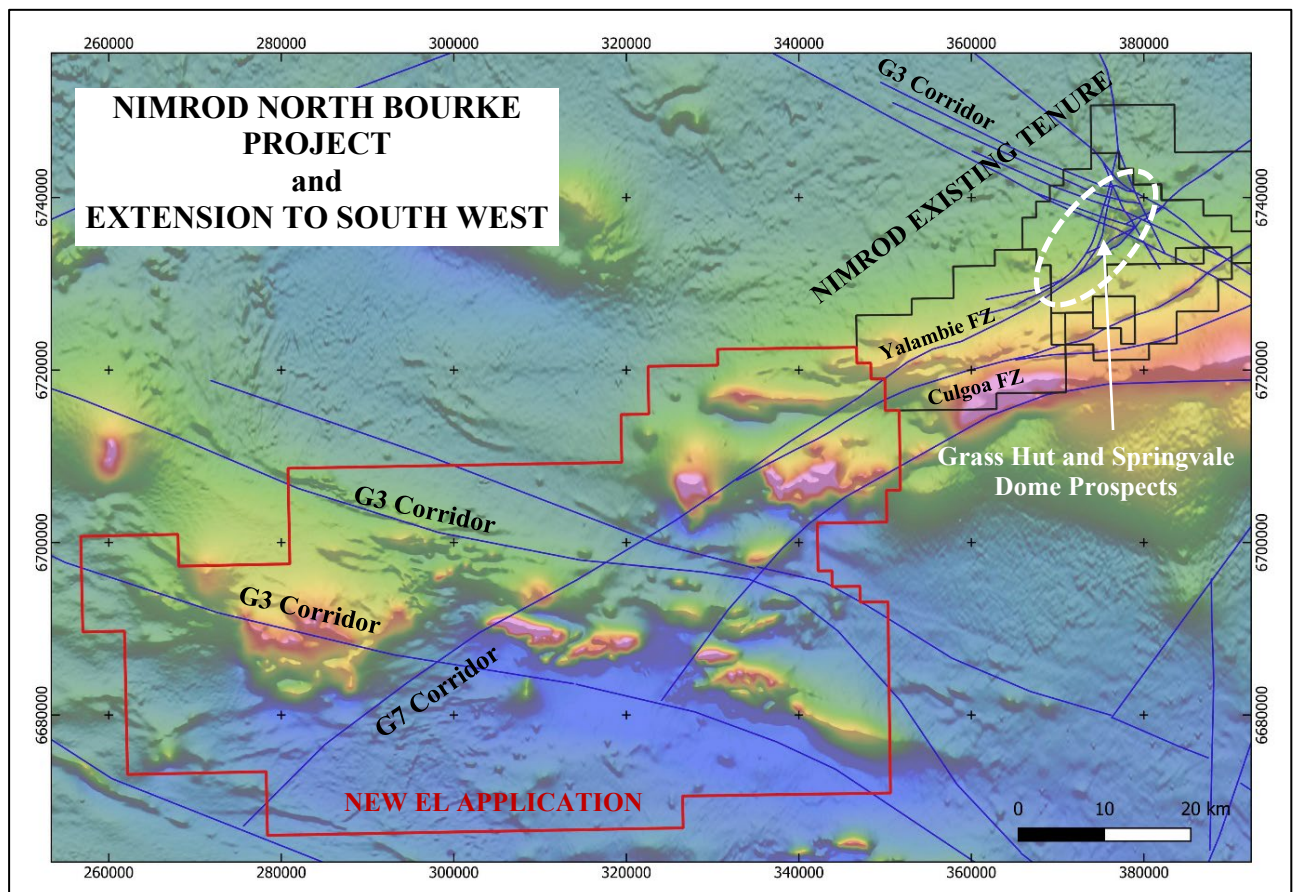 260000 280000 300000 320000 340000 360000 380000
NIMROD NORTH BOURKE
PROJECT
and
EXTENSION TO SOUTH WEST
G3 Corridor
NIMROD EXISTING TENURE
6740000 6740000
Yalambie FZ
6720000 6720000
Culgoa FZ
Grass Hut and Springvale
Dome Prospects
G3 Corridor
6700000 6700000
G3 Corridor
G7 Corridor
6680000 6680000
NEW EL APPLICATION
0 10 20 km
260000 280000 300000 320000 340000 360000 380000